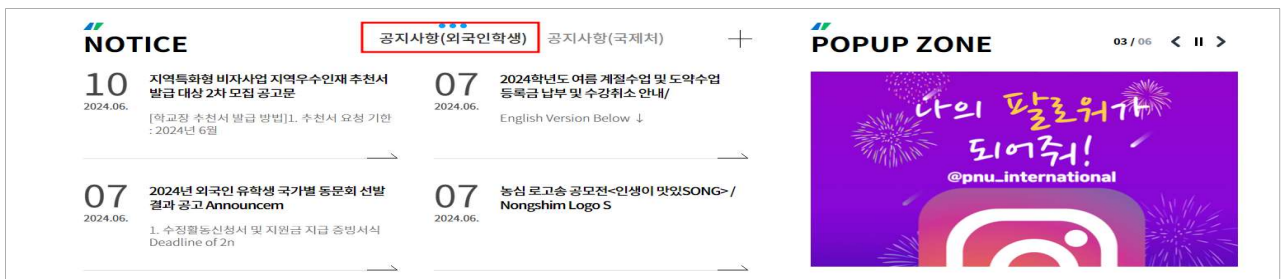 NOTICE
공지사항(외국인학생)
공지사항(국제처)
10
2024.06.
지역특화형 비자사업 지역우수인재 추천서
발급 대상 2차 모집 공고문
[학교장 추천서 발급 방법]1. 추천서 요청 기한
: 2024년 6월
07
2024.06.
2024학년도 여름 계절수업 및 도약수업
등록금 납부 및 수강취소 안내/
English Version Below ↓
07
2024.06.
2024년 외국인 유학생 국가별 동문회 선발
결과 공고 Announcem
1. 수정활동신청서 및 지원금 지급 증빙서식
Deadline of 2n
07
2024.06.
농심 로고송 공모전<인생이 맛있SONG> /
Nongshim Logo S
POPUP ZONE
03 / 06
나의 팔로워가
되어줘!
@pnu_international